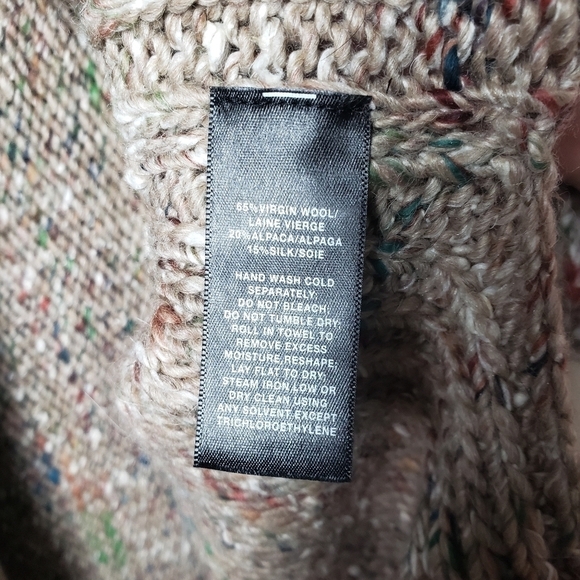 65% VIRGIN WOOL/
LAINE VIERGE
20% ALPACA/ALPAGA
15% SILK/SOIE
HAND WASH COLD
SEPARATELY.
DO NOT BLEACH.
DO NOT TUMBLE DRY.
ROLL IN TOWEL TO
REMOVE EXCESS
MOISTURE, RESHAPE,
LAY FLAT TO DRY.
STEAM IRON LOW OR
DRY CLEAN USING
ANY SOLVENT EXCEPT
TRICHLOROETHYLENE.